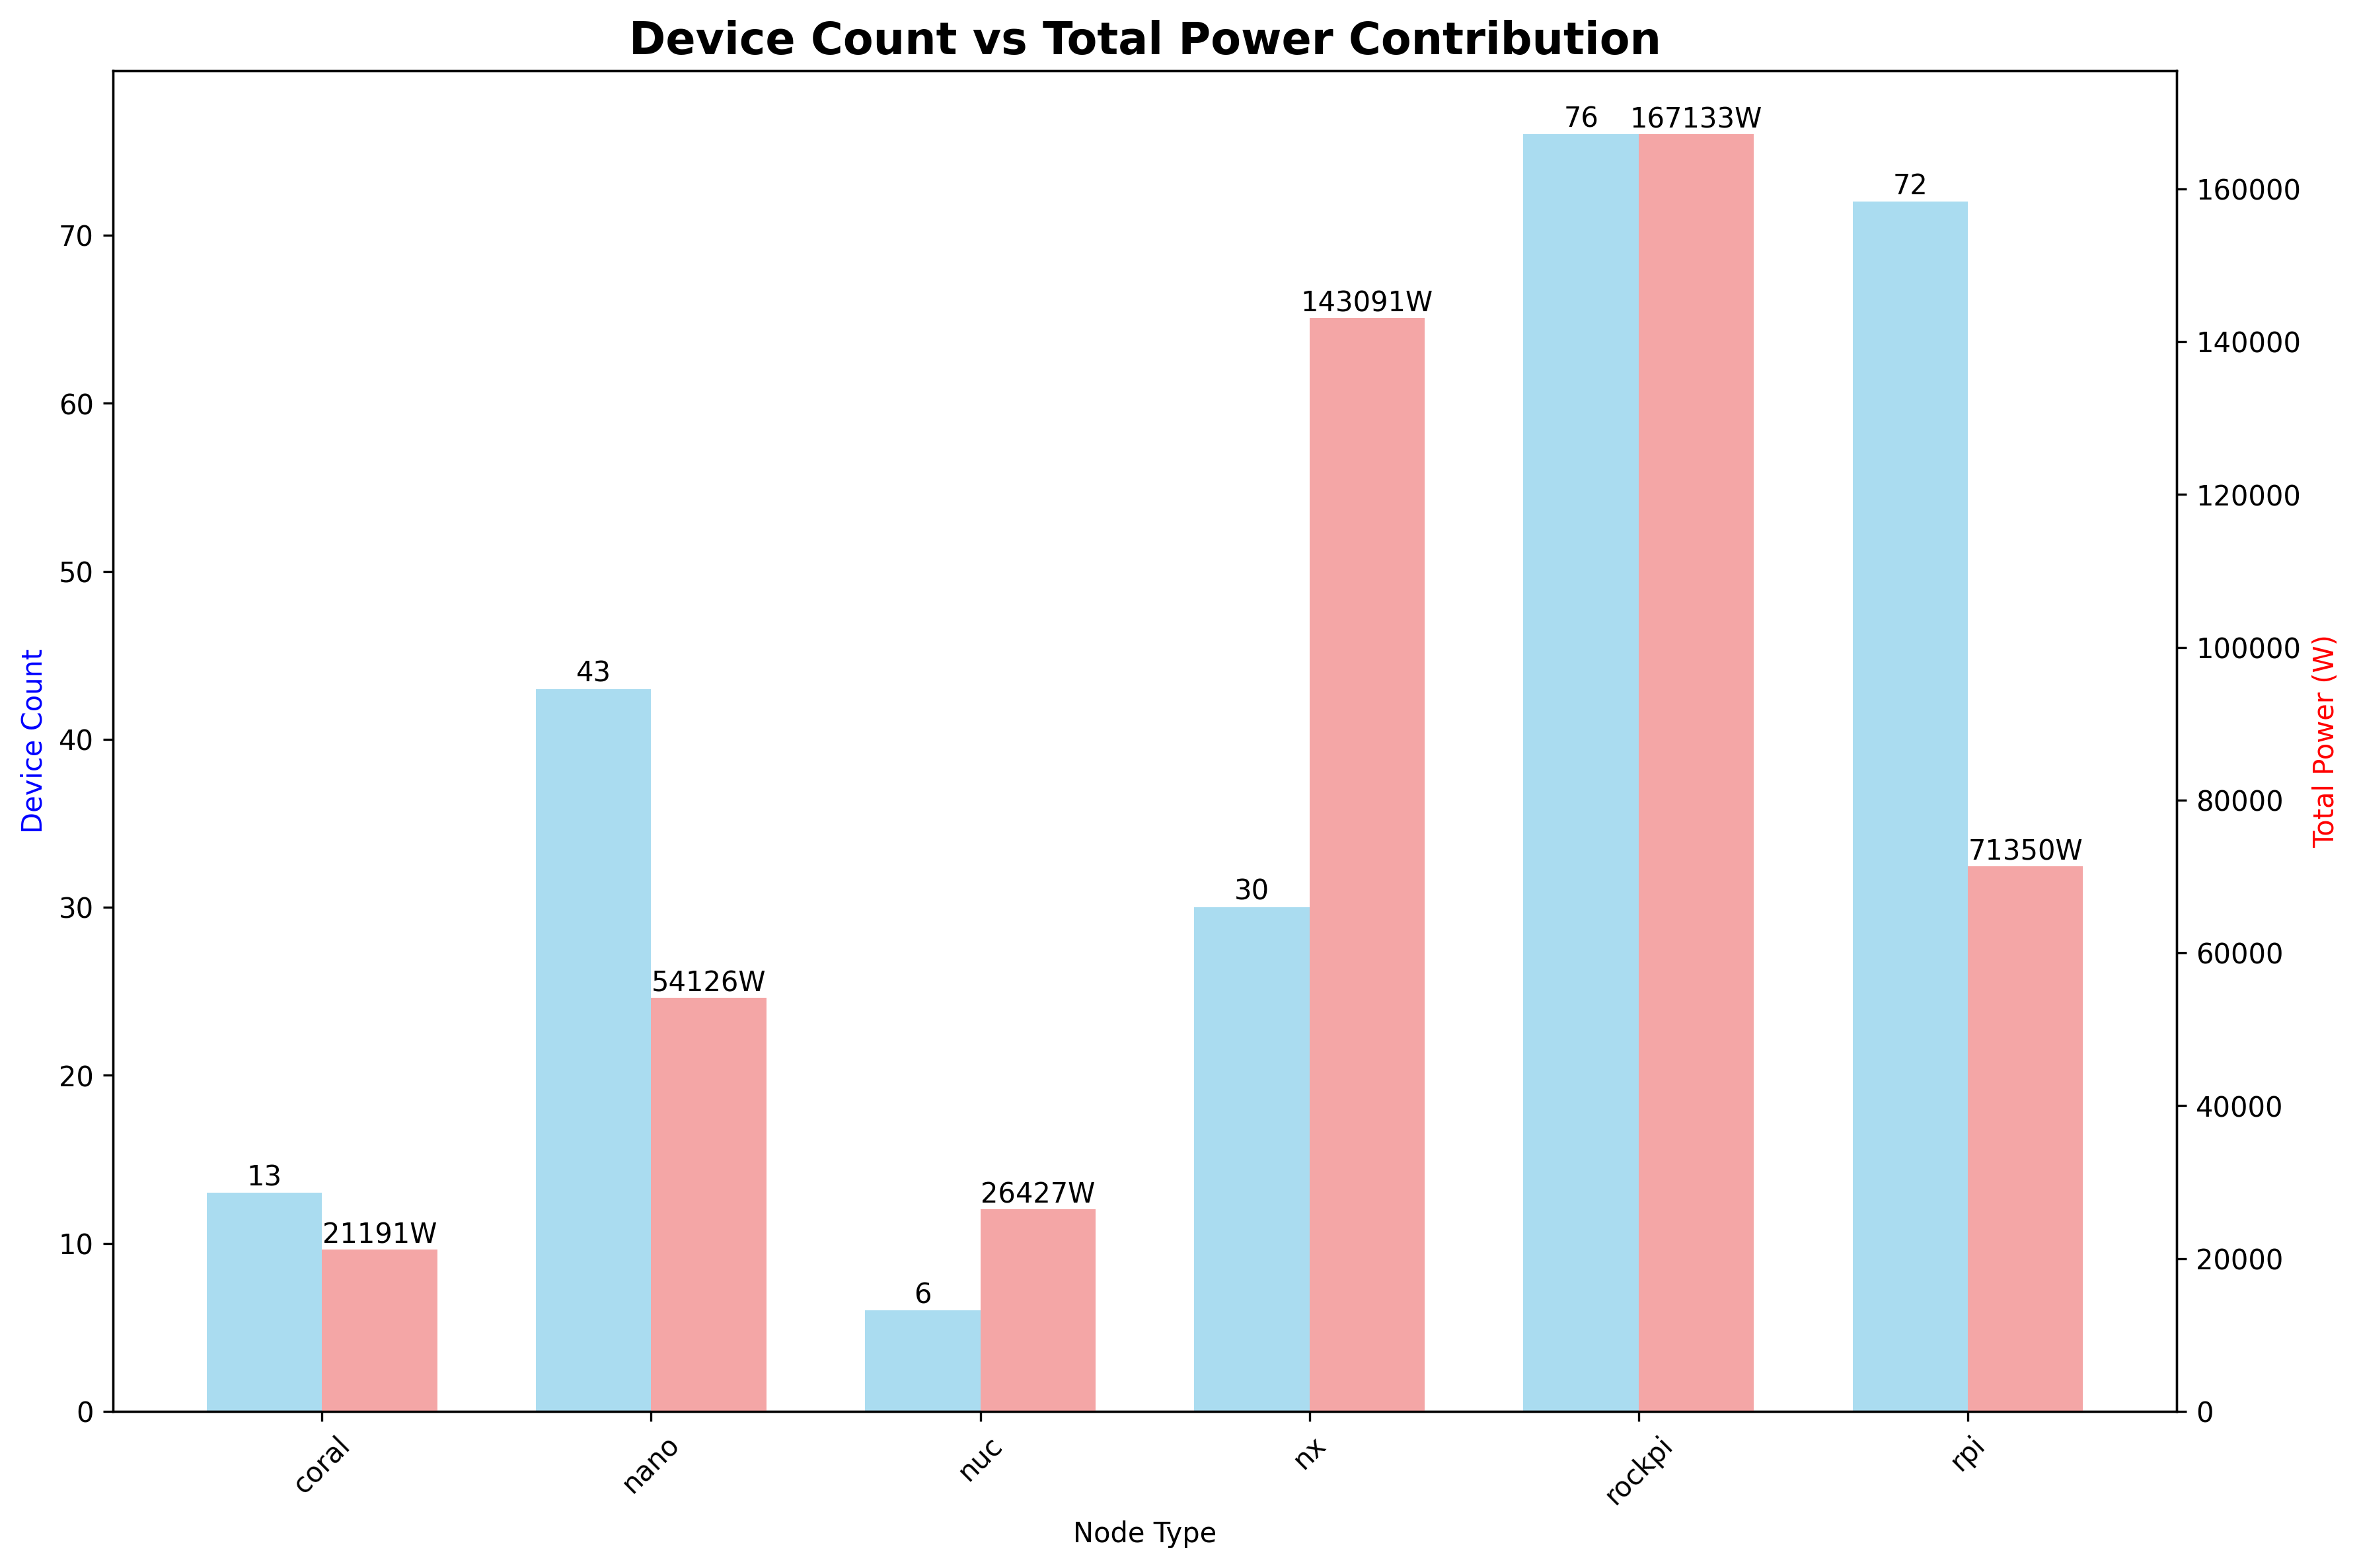 Device Count vs Total Power Contribution
76
167133W
72
160000
70
143091W
140000
60
120000
50
43
100000
Device Count
Total Power (W)
40
80000
71350W
30
30
54126W
60000
20
40000
13
26427W
21191W
10
6
20000
0
0
coral
nano
nuc
nx
rockpi
rpi
Node Type